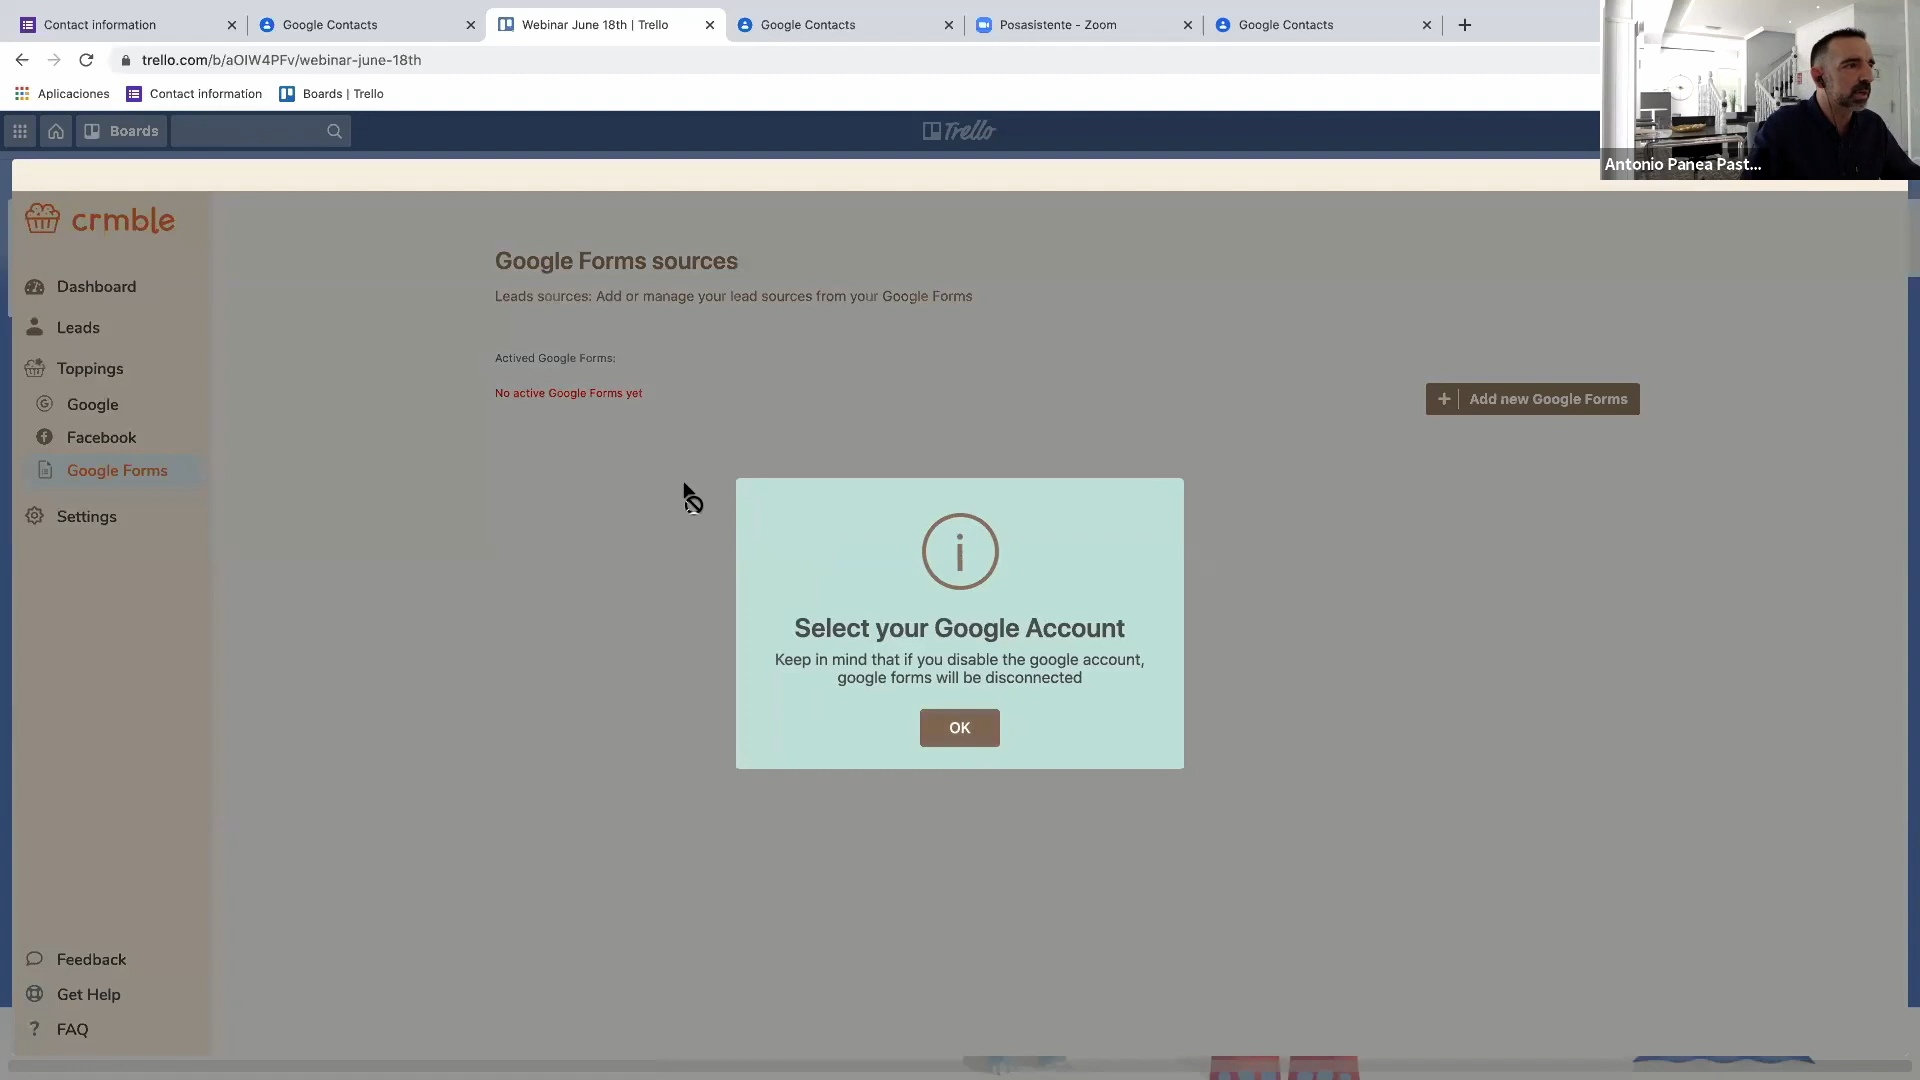 Contact information
Google Contacts
Webinar June 18th | Trello
Google Contacts
Posasistente - Zoom
Google Contacts
trello.com/b/aOIW4PFv/webinar-june-18th
Aplicaciones
Contact information
Boards | Trello
Boards
Trello
Antonio Panea Past...
crmble
Dashboard
Leads
Toppings
Google
Facebook
Google Forms
Settings
Feedback
Get Help
FAQ
Google Forms sources
Leads sources: Add or manage your lead sources from your Google Forms
Actived Google Forms:
No active Google Forms yet
Add new Google Forms
Select your Google Account
Keep in mind that if you disable the google account,
google forms will be disconnected
OK